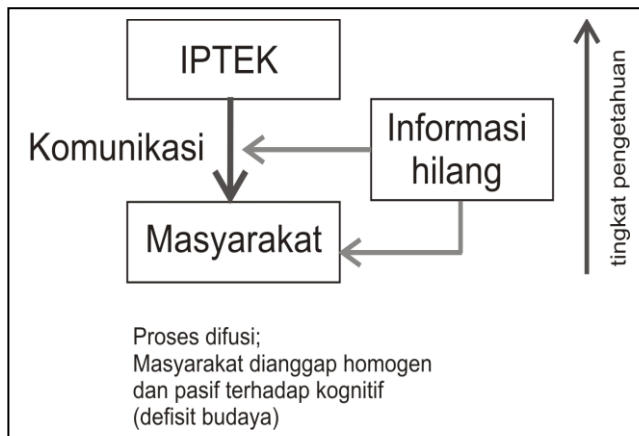 IPTEK
Komunikasi
Informasi
hilang
Masyarakat
tingkat pengetahuan
Proses difusi;
Masyarakat dianggap homogen
dan pasif terhadap kognitif
(defisit budaya)